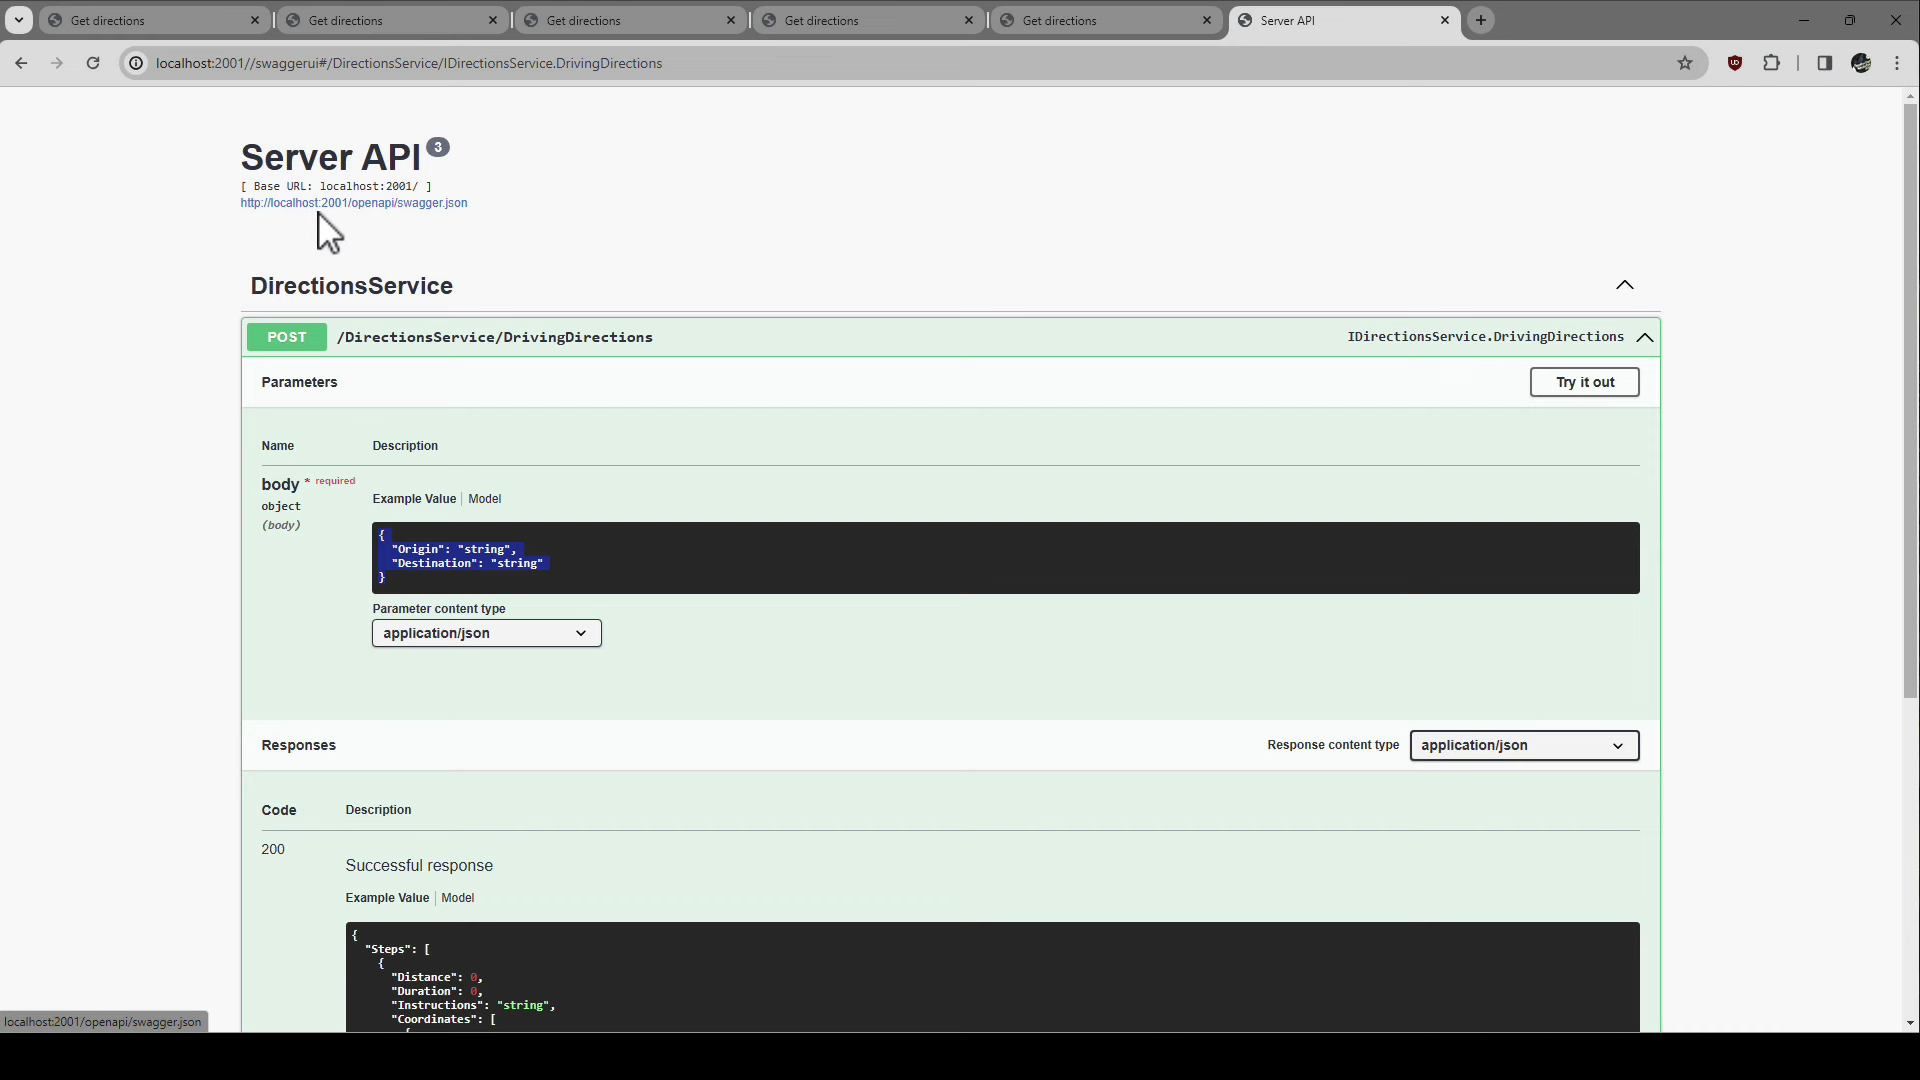 Get directions
Get directions
Get directions
Get directions
Get directions
Server API
localhost:2001//swaggerui#/DirectionsService/IDirectionsService.DrivingDirections
Server API 3
[ Base URL: localhost:2001/ ]
http://localhost:2001/openapi/swagger.json
DirectionsService
POST /DirectionsService/DrivingDirections IDirectionsService.DrivingDirections
Parameters Try it out
Name Description
body * required
object
(body)
Example Value Model
{
"Origin": "string",
"Destination": "string"
}
Parameter content type
application/json
Responses Response content type application/json
Code Description
200
Successful response
Example Value Model
{
"Steps": [
{
"Distance": 0,
"Duration": 0,
"Instructions": "string",
"Coordinates": [
localhost:2001/openapi/swagger.json